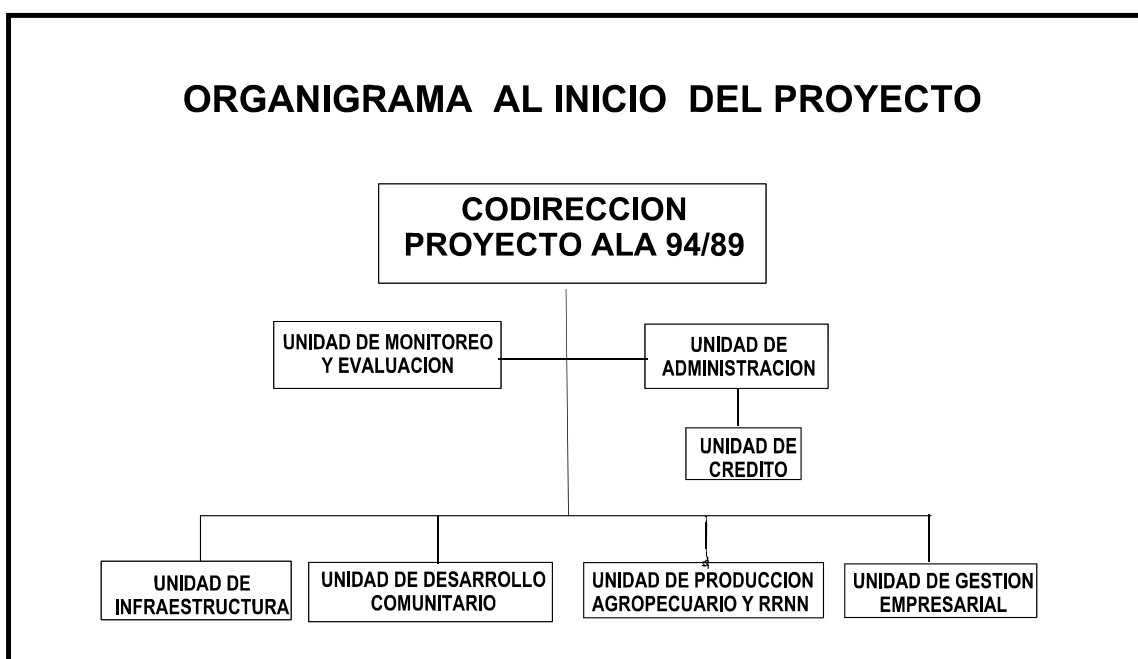 ORGANIGRAMA AL INICIO DEL PROYECTO
CODIRECCION
PROYECTO ALA 94/89
UNIDAD DE MONITOREO
Y EVALUACION
UNIDAD DE
ADMINISTRACION
UNIDAD DE
CREDITO
UNIDAD DE
INFRAESTRUCTURA
UNIDAD DE DESARROLLO
COMUNITARIO
UNIDAD DE PRODUCCION
AGROPECUARIO Y RRNN
UNIDAD DE GESTION
EMPRESARIAL